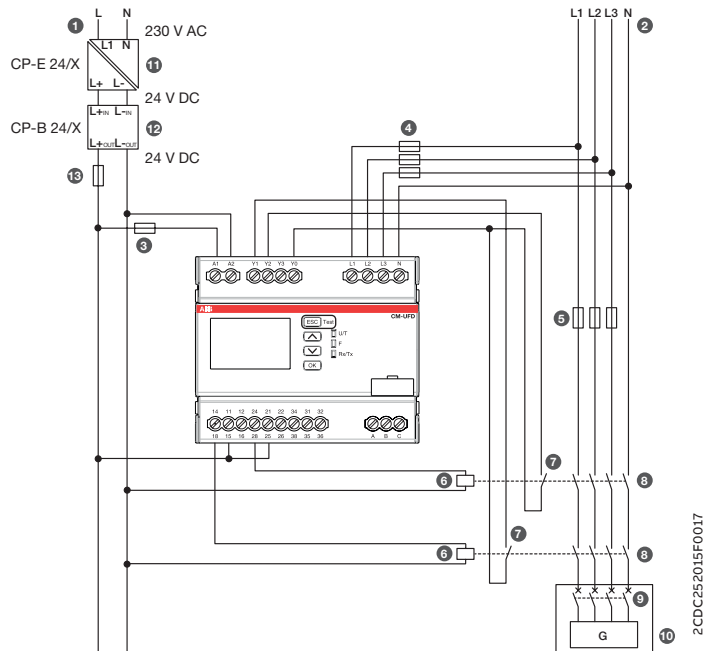 L N
1
230 V AC
L1 L2 L3 N
2
L1 N
CP-E 24/X
11
L+ L-
24 V DC
L+IN L-IN
CP-B 24/X
12
L+OUT L-OUT
24 V DC
4
13
3
A1 A2 Y1 Y2 Y3 Y0 L1 L2 L3 N
ABB
CM-UFD
ESC Test
U/T
F
Rx/Tx
OK
5
14 11 12 24 21 22 34 31 32
18 15 16 28 25 26 38 35 36
A B C
7
6
8
7
6
8
9
G
10
2CDC252015F0017